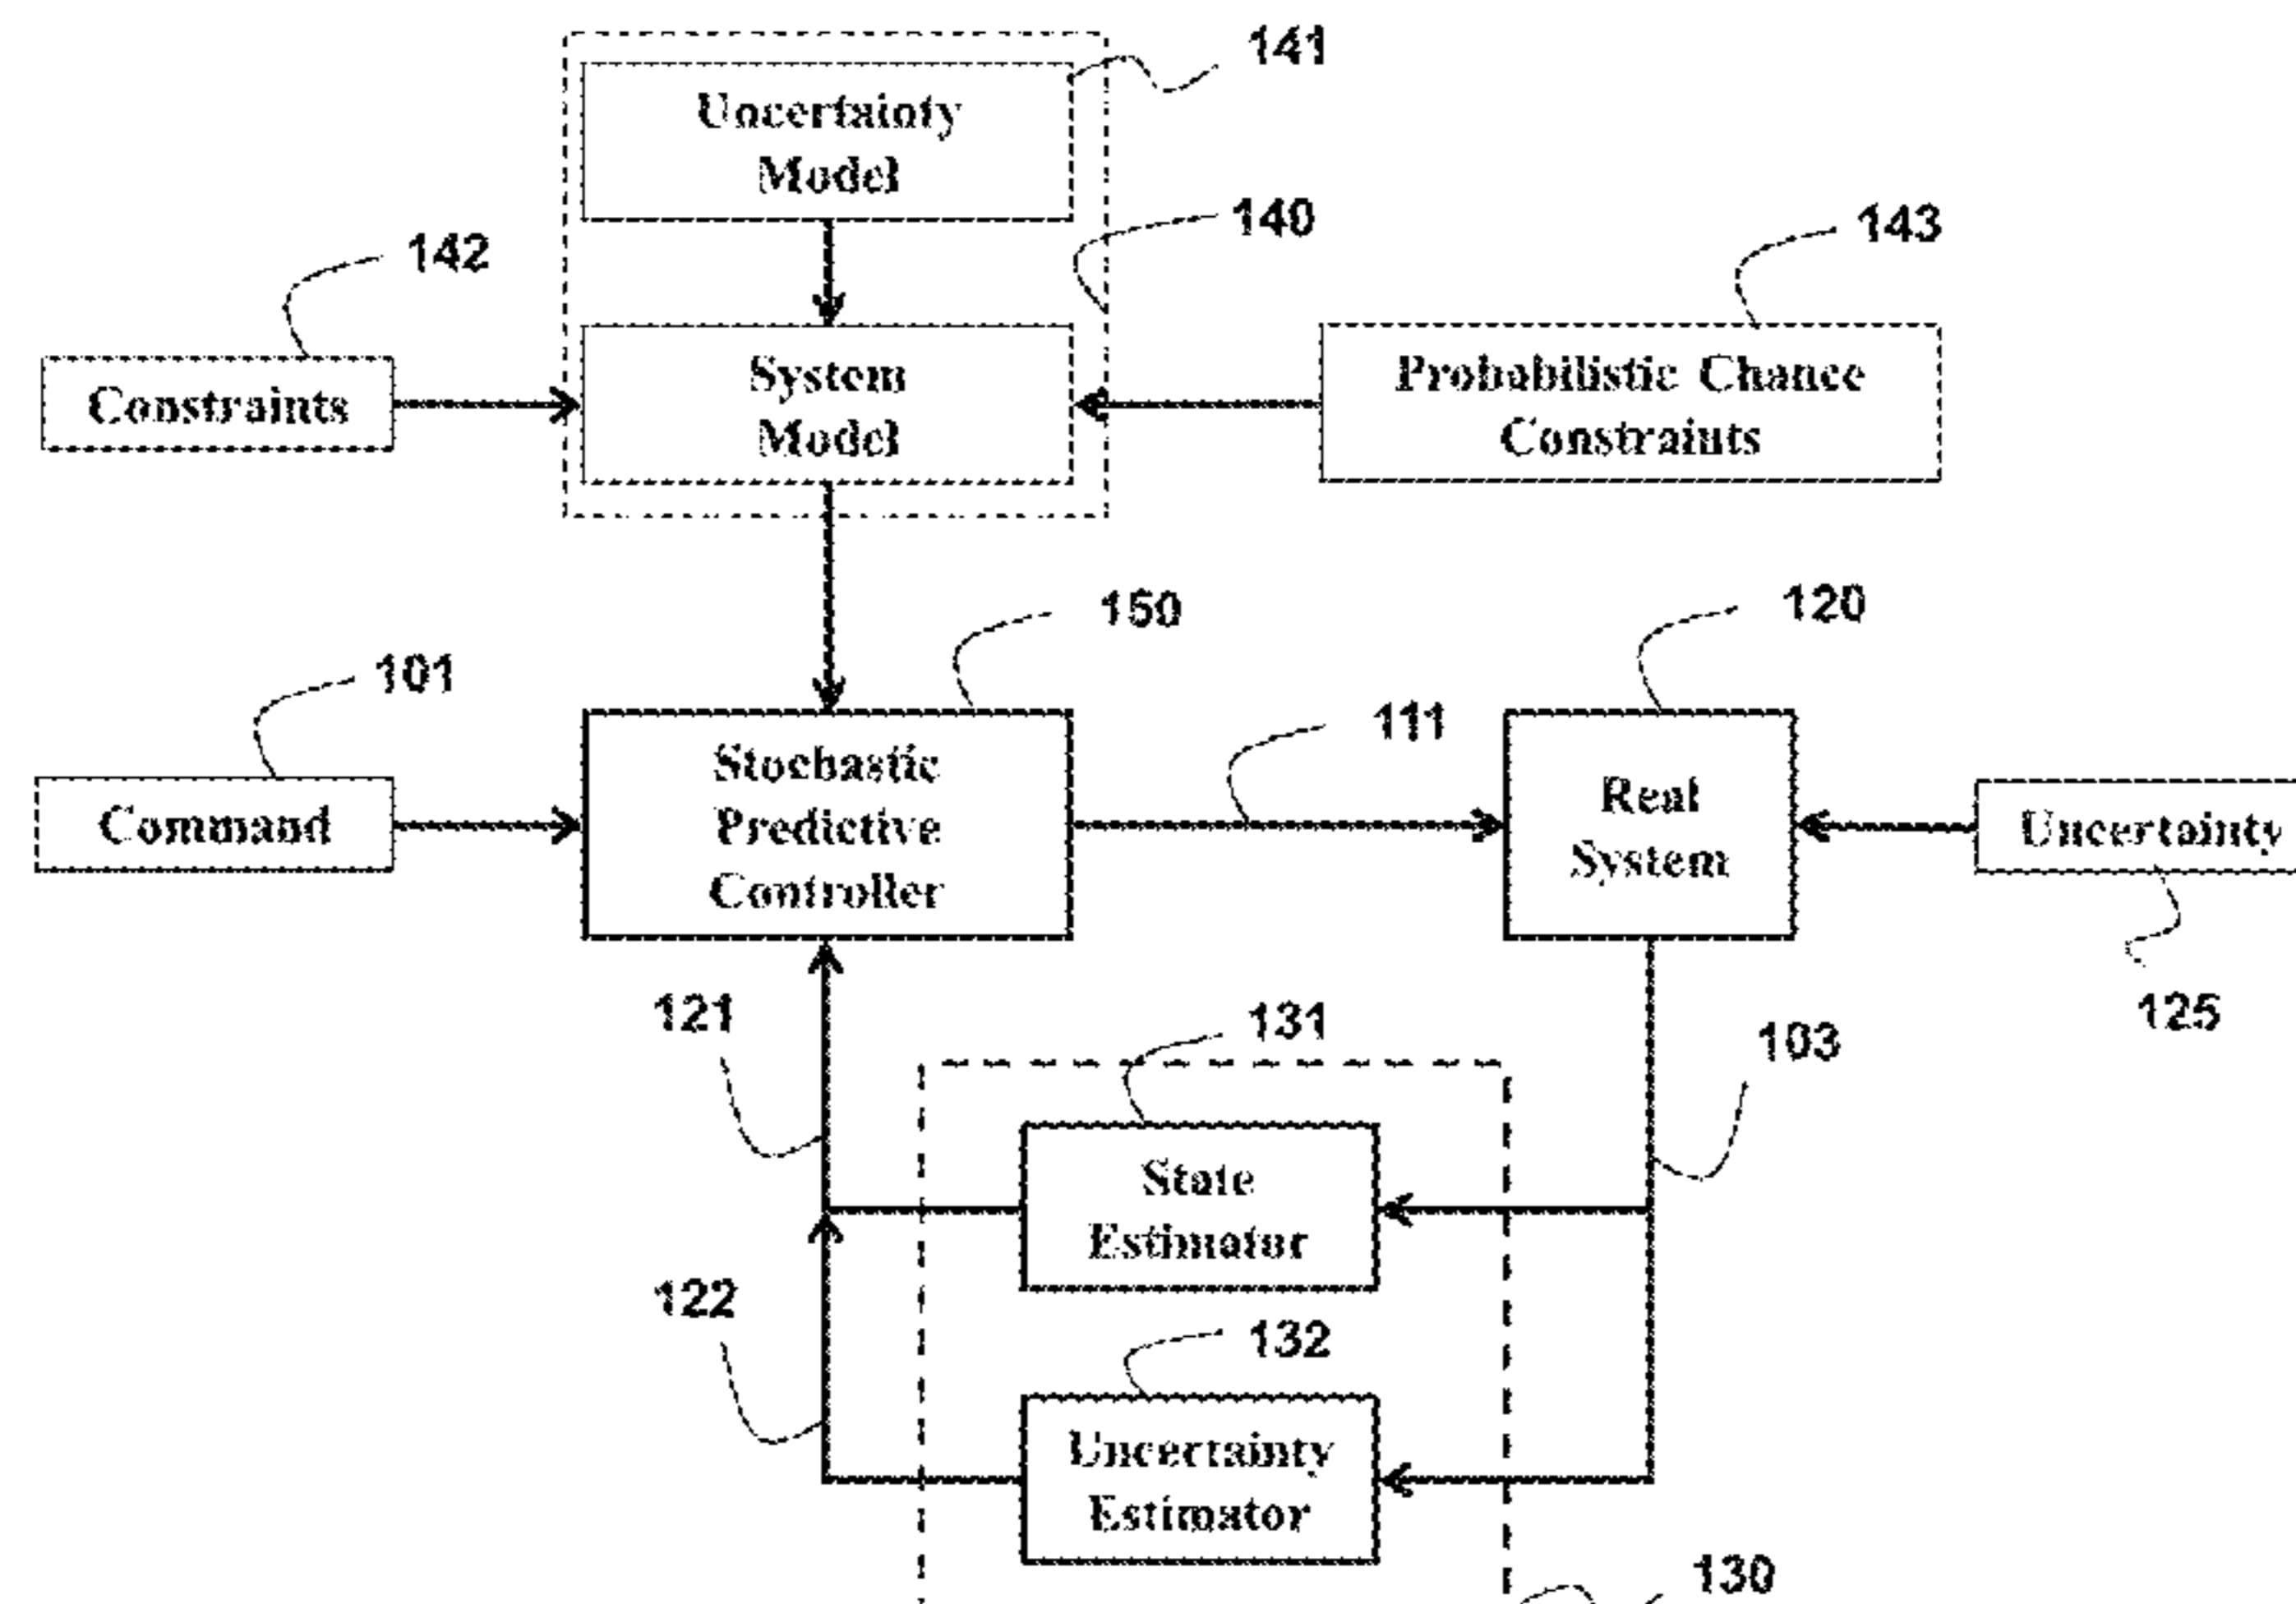 141
Uncertainty
Model
140
143
142
System
Model
Constraints
Probabilistic Chance
Constraints
150
120
101
111
Stochastic
Predictive
Controller
Command
Real
System
Uncertainty
121
131
125
103
State
Estimator
122
132
Uncertainty
Estimator
130